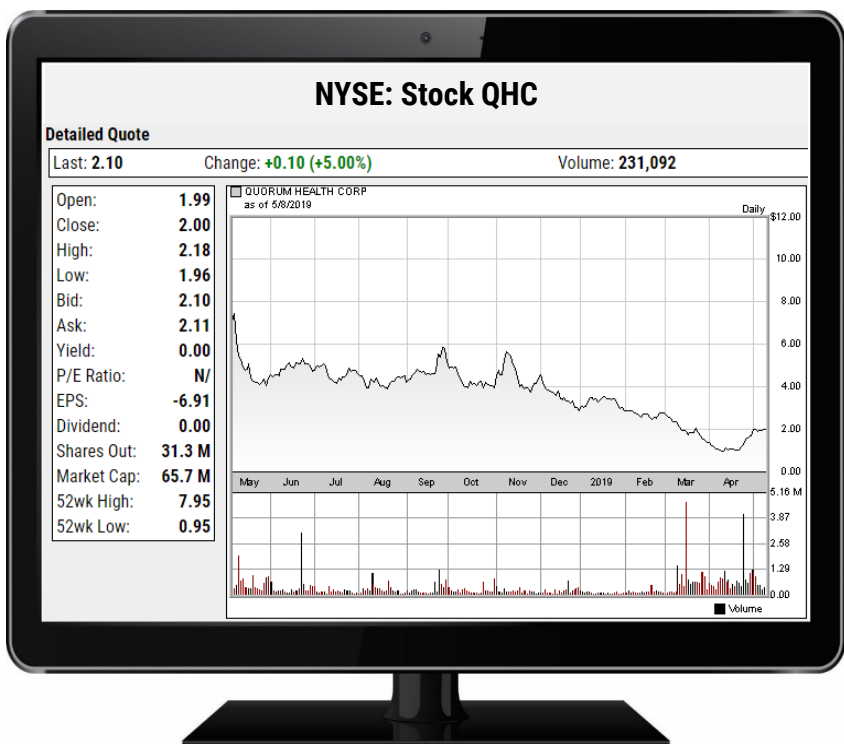 NYSE: Stock QHC
Detailed Quote
Last: 2.10 Change: +0.10 (+5.00%) Volume: 231,092
Open: 1.99
Close: 2.00
High: 2.18
Low: 1.96
Bid: 2.10
Ask: 2.11
Yield: 0.00
P/E Ratio: N/
EPS: -6.91
Dividend: 0.00
Shares Out: 31.3 M
Market Cap: 65.7 M
52wk High: 7.95
52wk Low: 0.95
QUORUM HEALTH CORP
as of 5/8/2019
Daily
$12.00
10.00
8.00
6.00
4.00
2.00
0.00
May Jun Jul Aug Sep Oct Nov Dec 2019 Feb Mar Apr
5.16 M
3.87
2.58
1.29
0.00
Volume